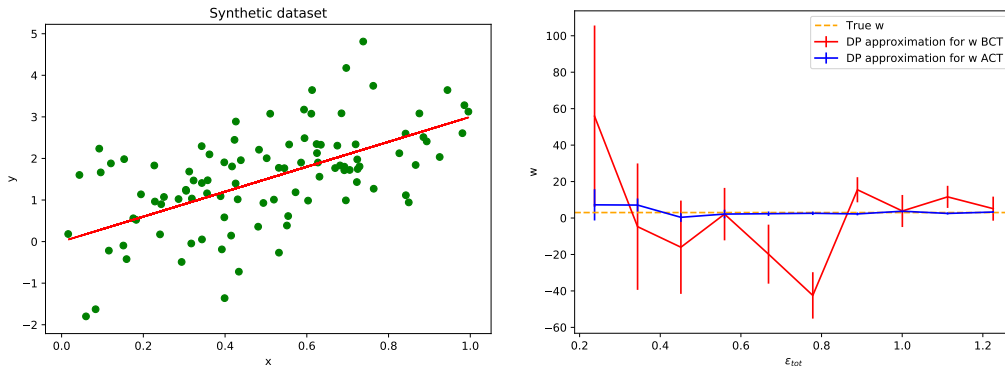 Synthetic dataset
y
5
4
3
2
1
0
−1
−2
0.0 0.2 0.4 0.6 0.8 1.0
x
w
100
80
60
40
20
0
−20
−40
−60
True w
DP approximation for w BCT
DP approximation for w ACT
0.2 0.4 0.6 0.8 1.0 1.2
ε_tot